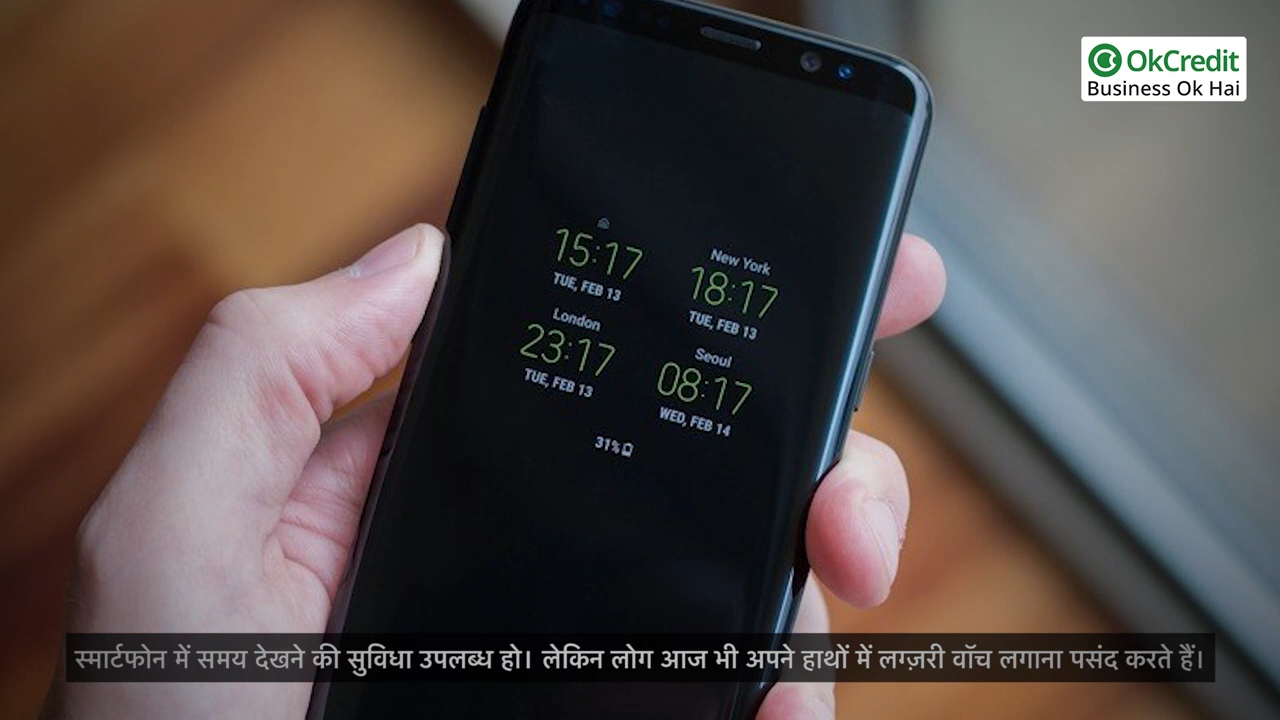 OkCredit
Business Ok Hai
15:17
TUE, FEB 13
New York
18:17
TUE, FEB 13
London
23:17
TUE, FEB 13
Seoul
08:17
WED, FEB 14
31%
स्मार्टफोन में समय देखने की सुविधा उपलब्ध हो। लेकिन लोग आज भी अपने हाथों में लग्ज़री वॉच लगाना पसंद करते हैं।